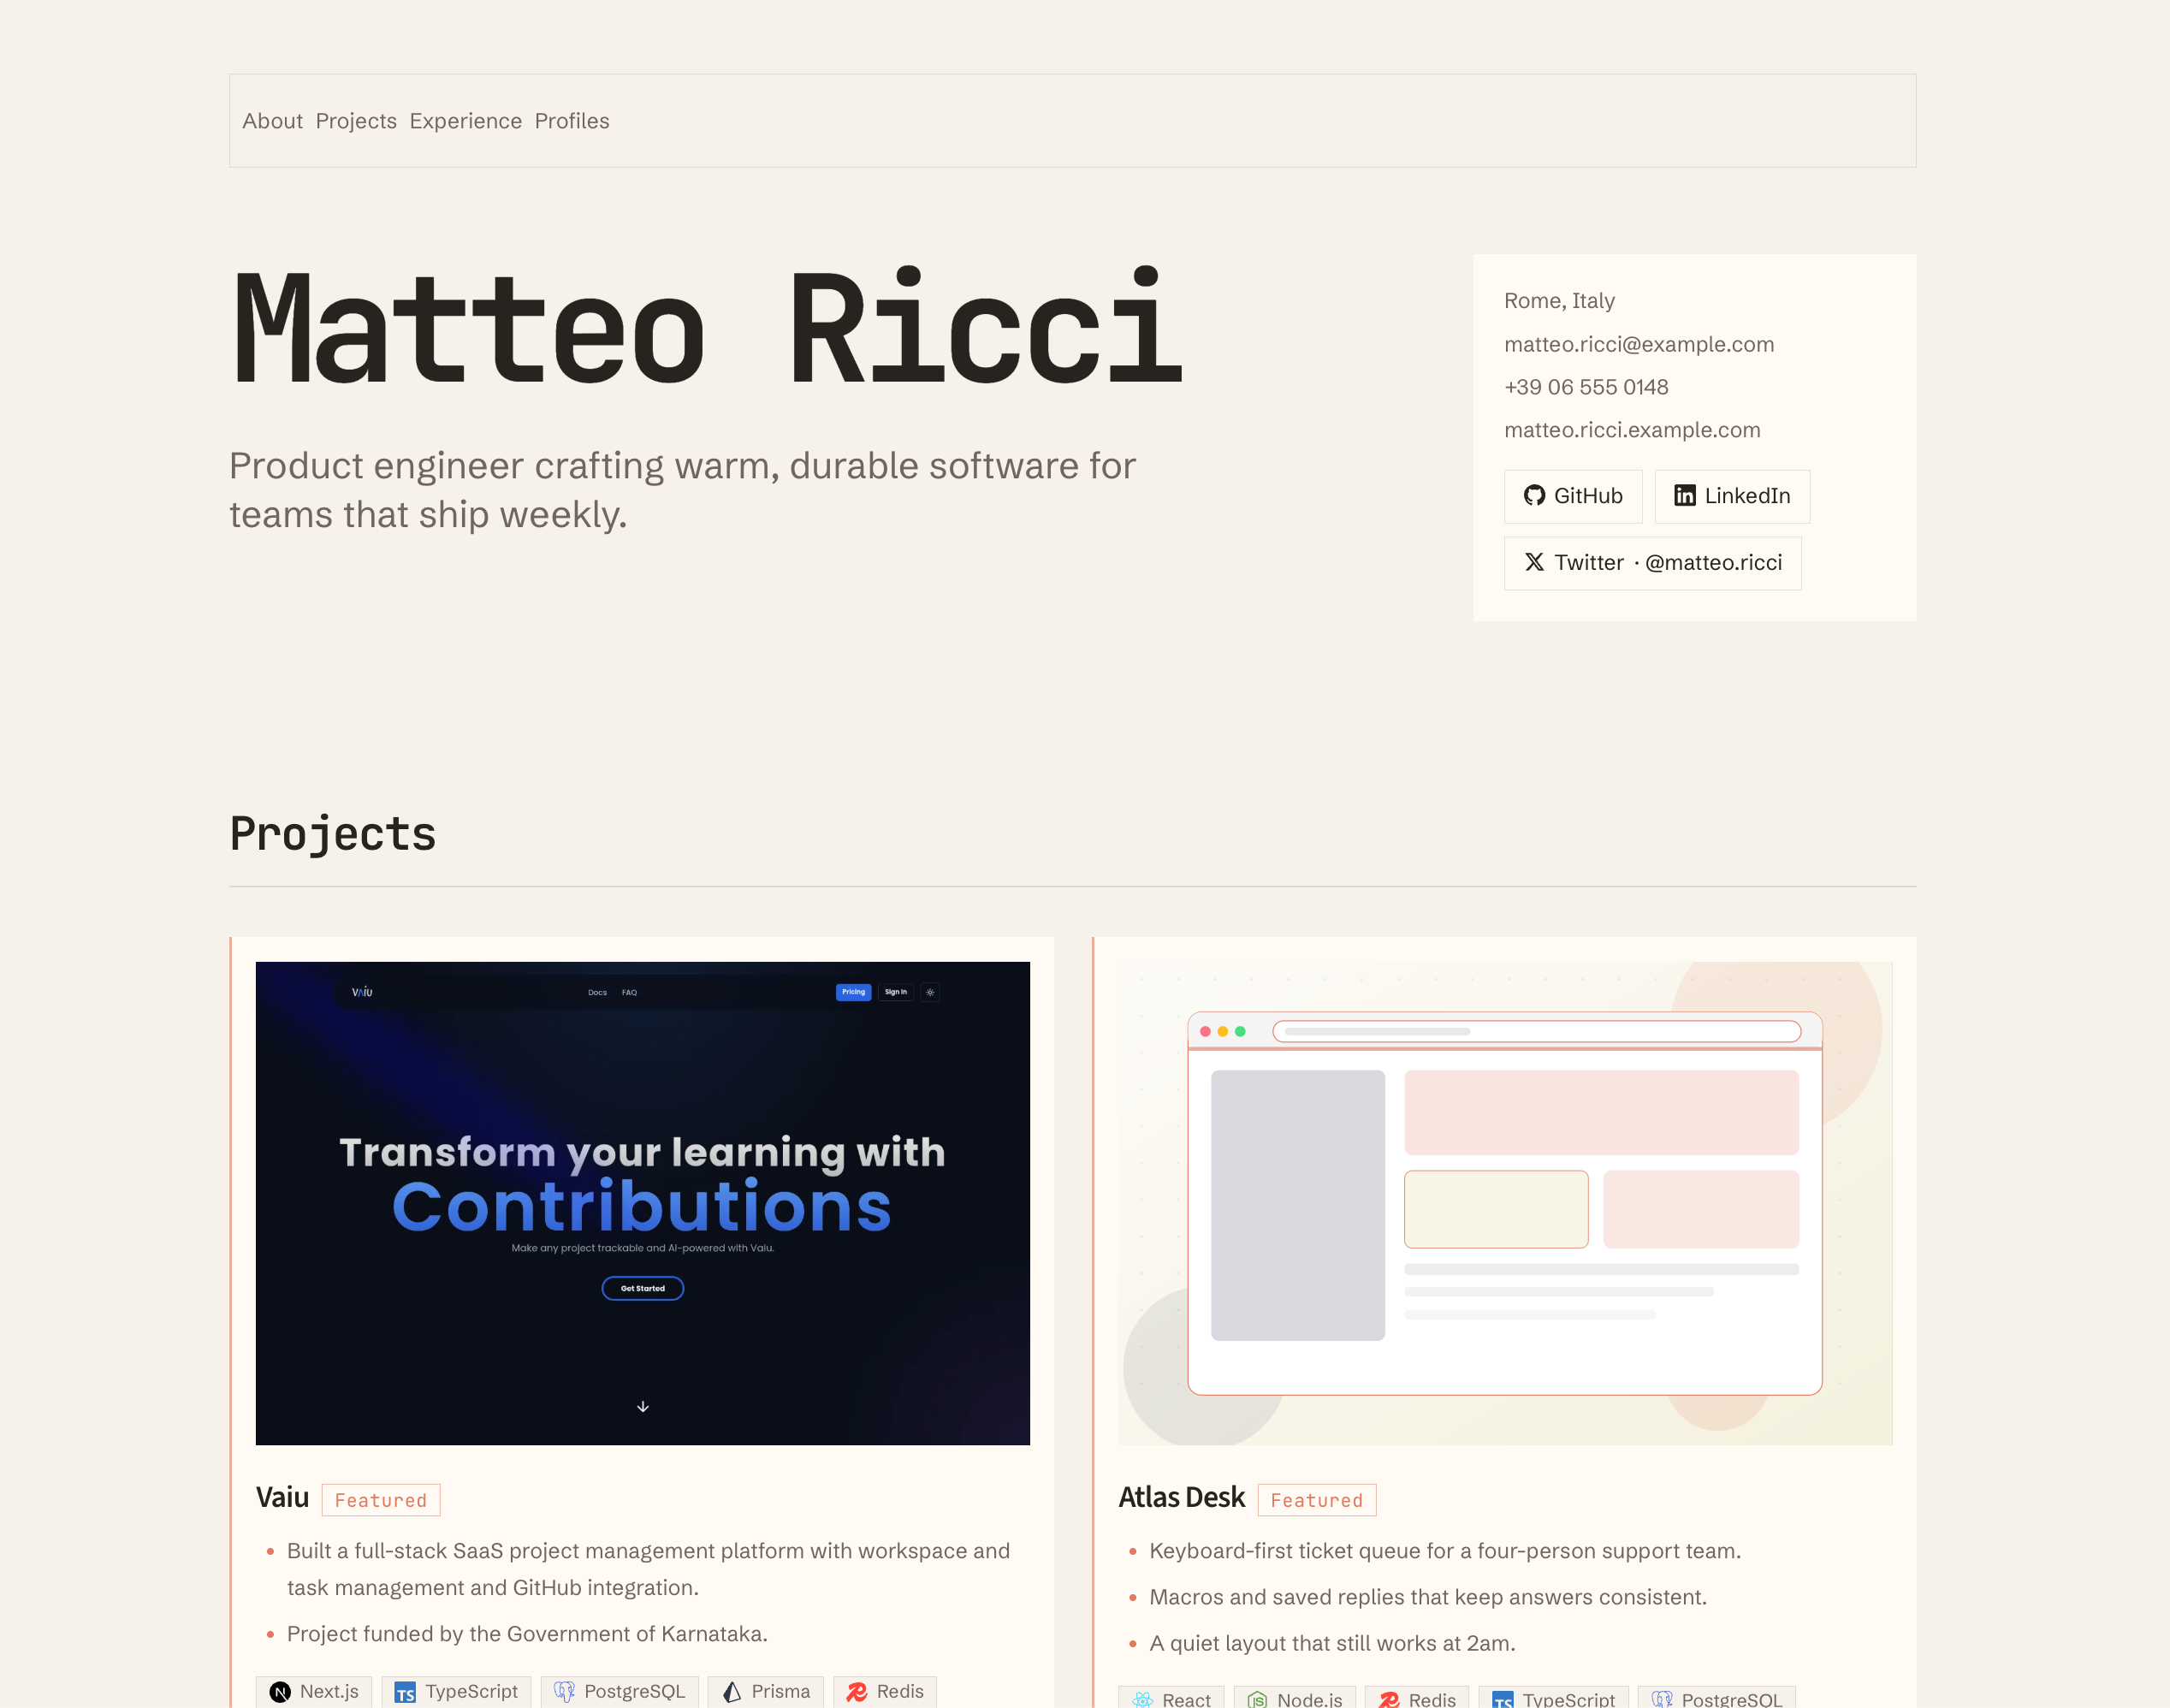 About Projects Experience Profiles
Matteo Ricci
Product engineer crafting warm, durable software for
teams that ship weekly.
Rome, Italy
matteo.ricci@example.com
+39 06 555 0148
matteo.ricci.example.com
GitHub LinkedIn
Twitter · @matteo.ricci
Projects
VAIU Docs FAQ Pricing Sign In
Transform your learning with
Contributions
Make any project trackable and AI-powered with Vaiu.
Get Started
Vaiu Featured
Built a full-stack SaaS project management platform with workspace and
task management and GitHub integration.
Project funded by the Government of Karnataka.
Next.js TypeScript PostgreSQL Prisma Redis
Atlas Desk Featured
Keyboard-first ticket queue for a four-person support team.
Macros and saved replies that keep answers consistent.
A quiet layout that still works at 2am.
React Node.js Redis TypeScript PostgreSQL